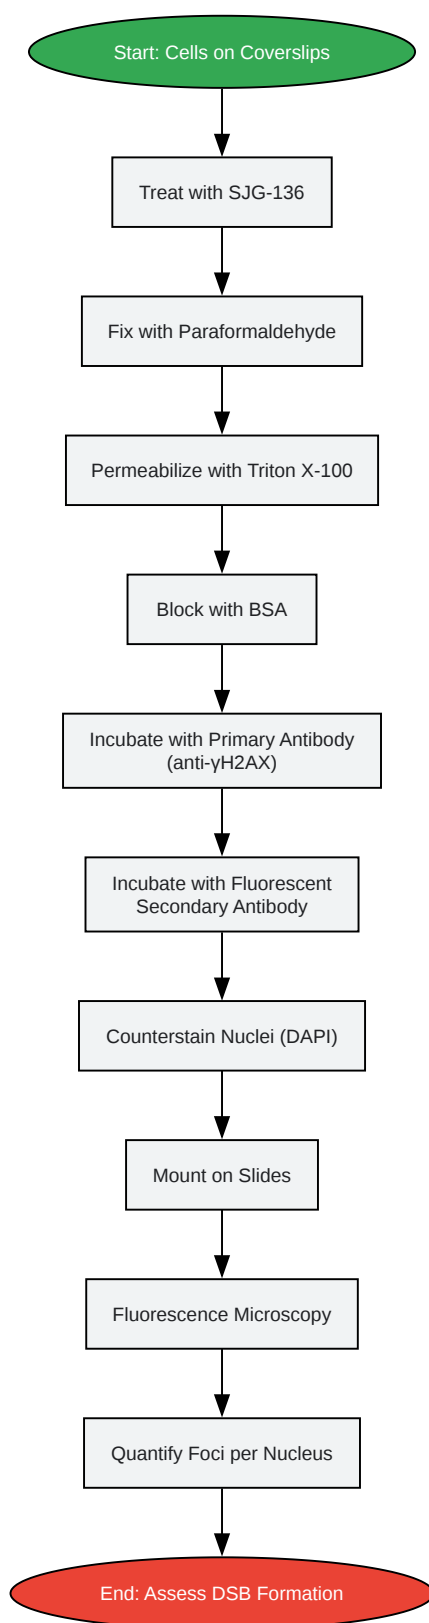 Start: Cells on Coverslips
Treat with SJG-136
Fix with Paraformaldehyde
Permeabilize with Triton X-100
Block with BSA
Incubate with Primary Antibody
(anti-γH2AX)
Incubate with Fluorescent
Secondary Antibody
Counterstain Nuclei (DAPI)
Mount on Slides
Fluorescence Microscopy
Quantify Foci per Nucleus
End: Assess DSB Formation